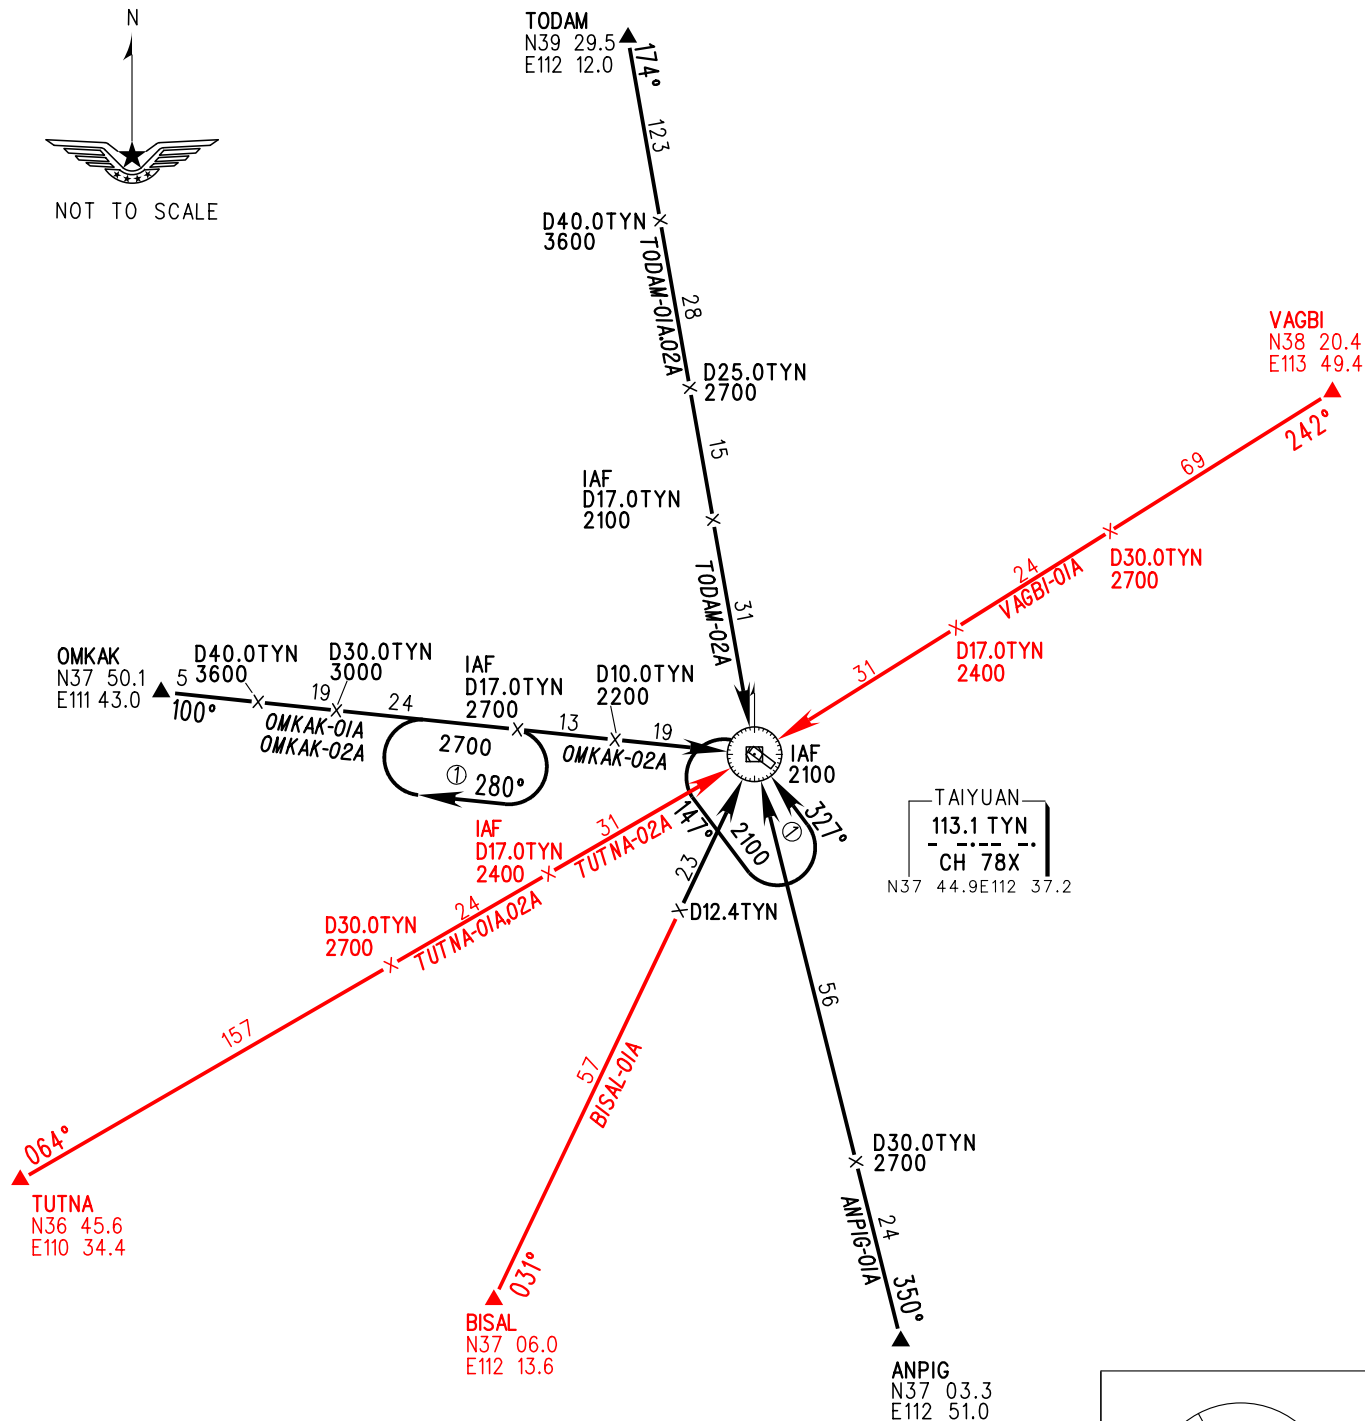 N
NOT TO SCALE
TODAM
N39 29.5
E112 12.0
174°
123
D40.0TYN
3600
TODAM-01A,02A
28
D25.0TYN
2700
15
IAF
D17.0TYN
2100
TODAM-02A
31
VAGBI
N38 20.4
E113 49.4
242°
69
D30.0TYN
2700
24
VAGBI-01A
D17.0TYN
2400
31
OMKAK
N37 50.1
E111 43.0
5
100°
D40.0TYN
3600
19
D30.0TYN
3000
OMKAK-01A
OMKAK-02A
24
IAF
D17.0TYN
2700
2700
① 280°
13
D10.0TYN
2200
19
OMKAK-02A
IAF
2100
147°
2100
①
327°
TAIYUAN
113.1 TYN
CH 78X
N37 44.9E112 37.2
IAF
D17.0TYN
2400
31
TUTNA-02A
24
TUTNA-01A,02A
D30.0TYN
2700
157
064°
TUTNA
N36 45.6
E110 34.4
23
D12.4TYN
57
BISAL-01A
031°
BISAL
N37 06.0
E112 13.6
56
D30.0TYN
2700
24
ANPIG-01A
350°
ANPIG
N37 03.3
E112 51.0